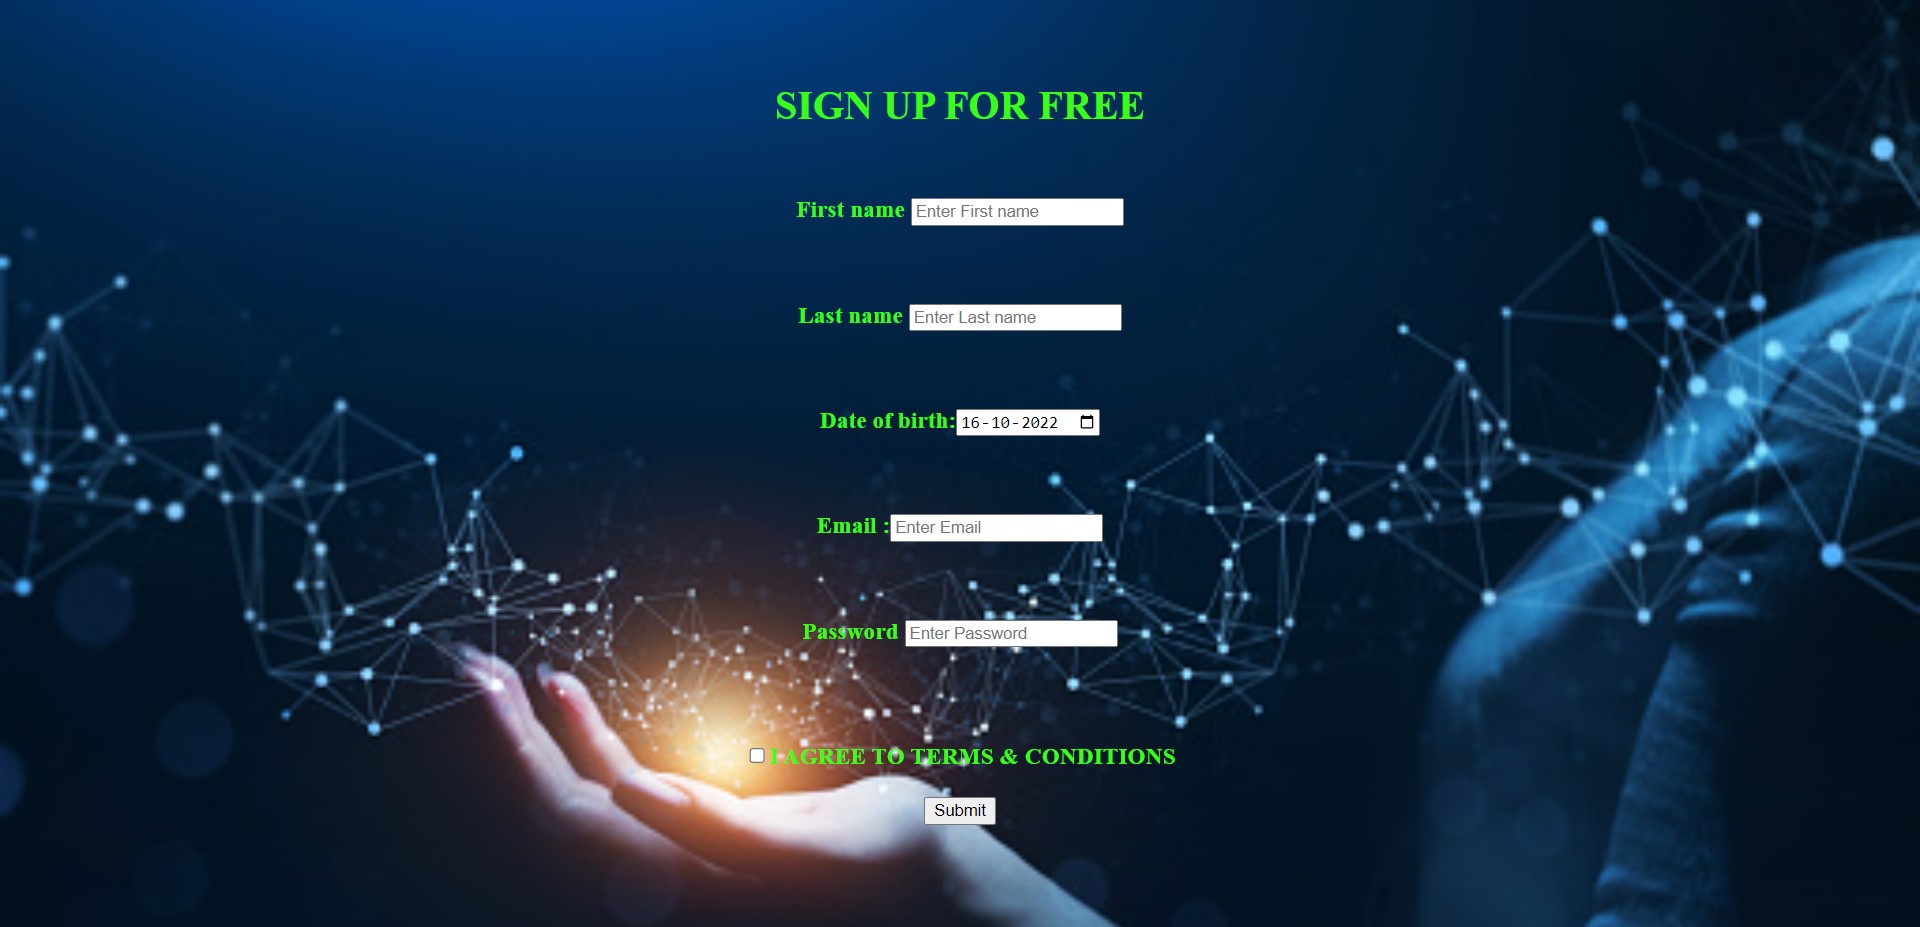 SIGN UP FOR FREE
First name Enter First name
Last name Enter Last name
Date of birth: 16-10-2022
Email : Enter Email
Password Enter Password
I AGREE TO TERMS & CONDITIONS
Submit